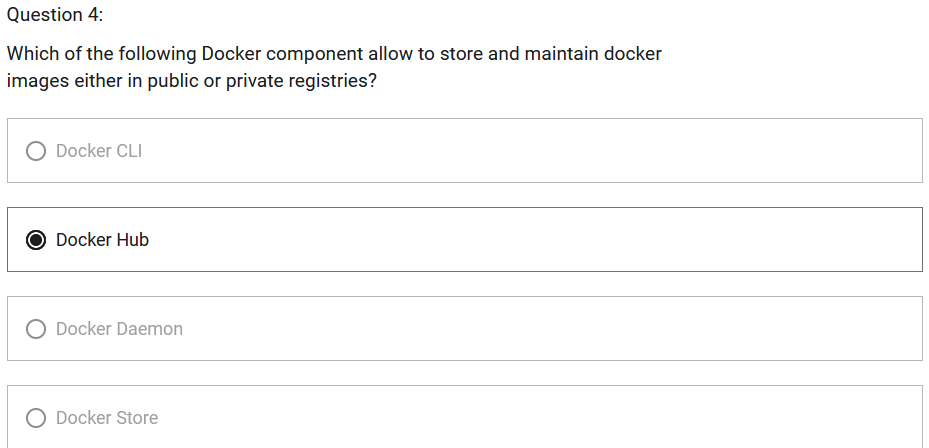 Question 4:
Which of the following Docker component allow to store and maintain docker
images either in public or private registries?
Docker CLI
Docker Hub
Docker Daemon
Docker Store